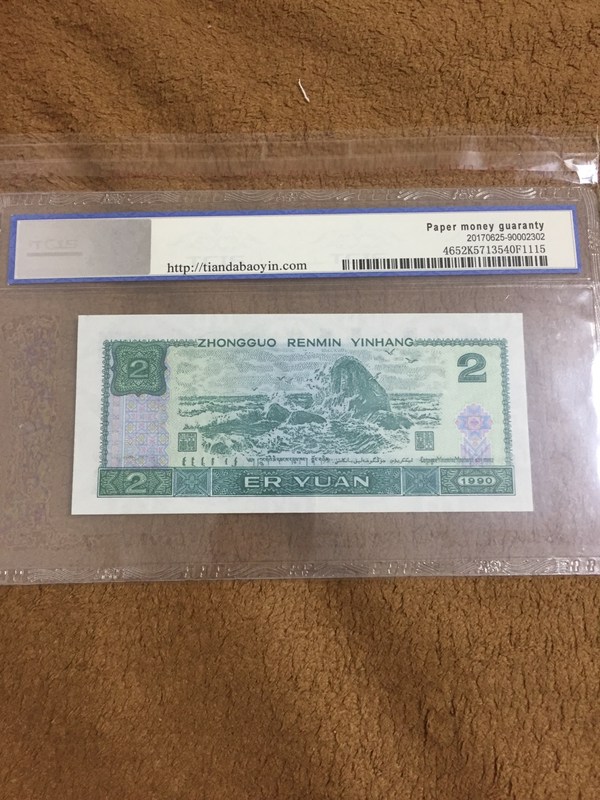 Paper money guaranty
20170625-90002302
4652K5713540F1115
http://tiandabaoyin.com
ZHONGGUO RENMIN YINHANG
2
2
2
ER YUAN
1990